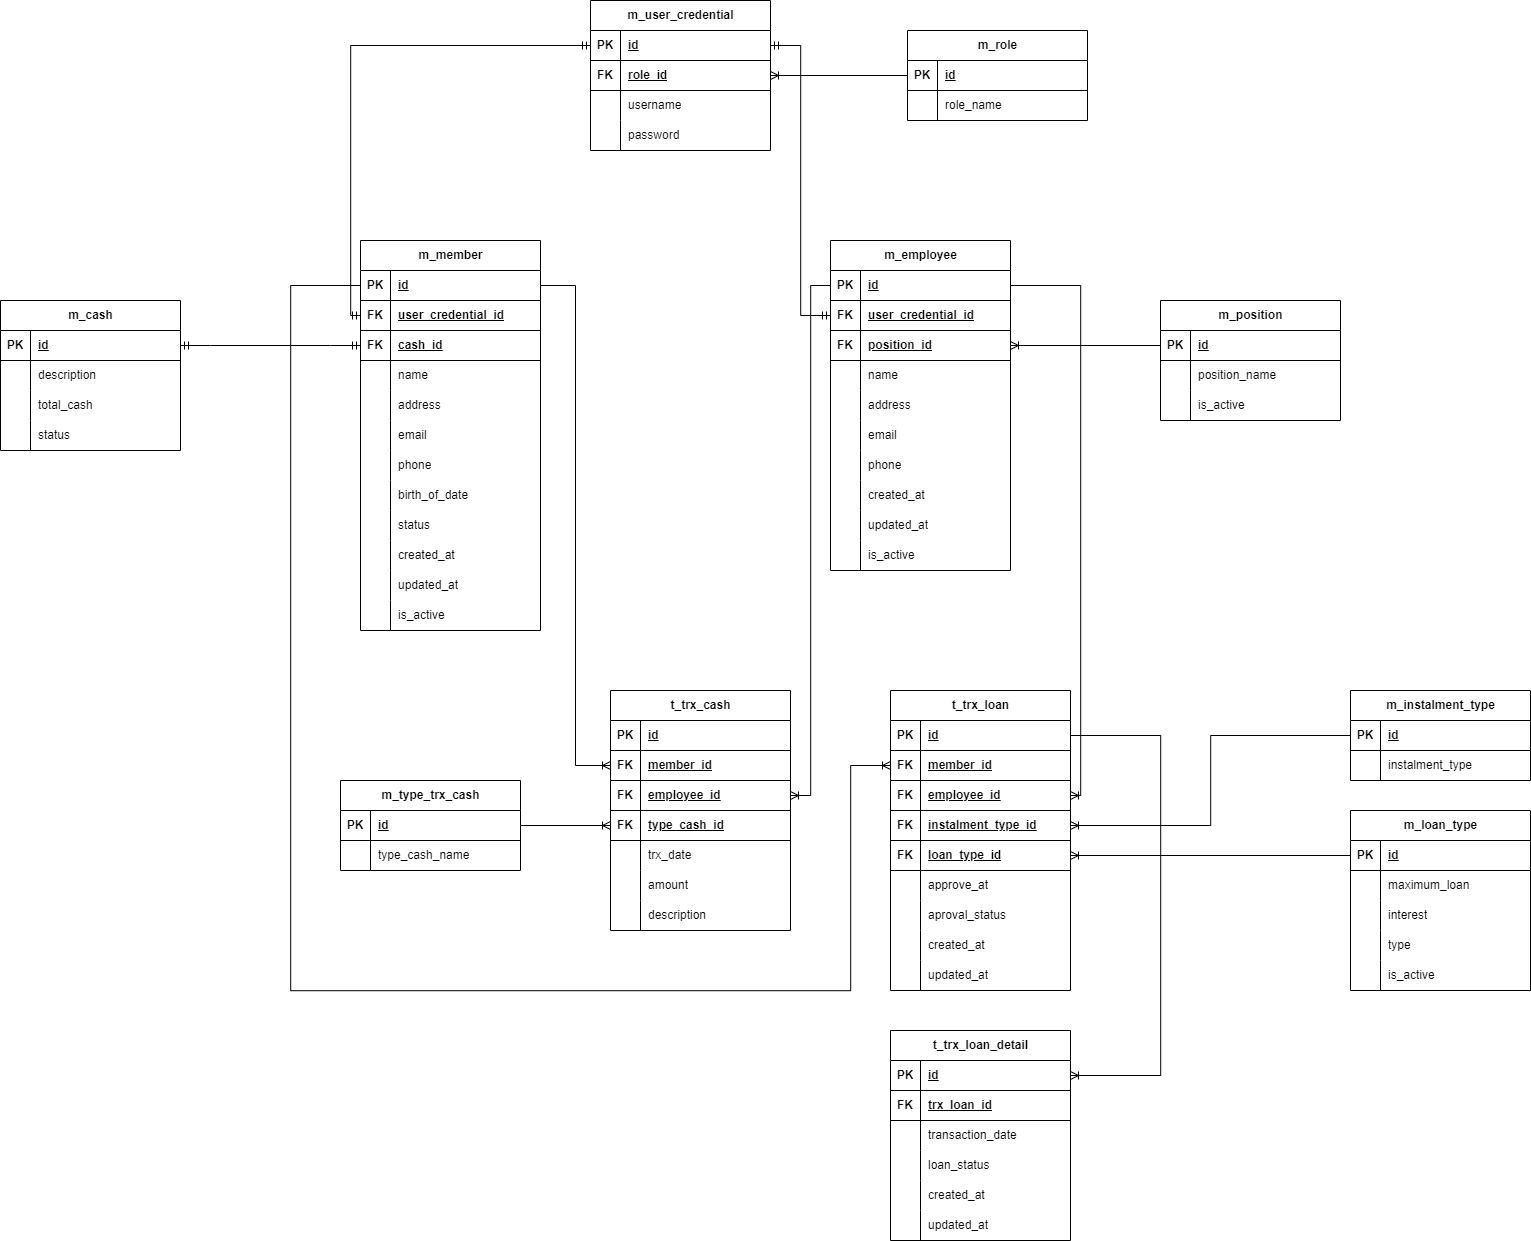 m_user_credential
PK id
FK role_id
username
password
m_role
PK id
role_name
m_member
PK id
FK user_credential_id
FK cash_id
name
address
email
phone
birth_of_date
status
created_at
updated_at
is_active
m_employee
PK id
FK user_credential_id
FK position_id
name
address
email
phone
created_at
updated_at
is_active
m_cash
PK id
description
total_cash
status
m_position
PK id
position_name
is_active
t_trx_cash
PK id
FK member_id
FK employee_id
FK type_cash_id
trx_date
amount
description
t_trx_loan
PK id
FK member_id
FK employee_id
FK instalment_type_id
FK loan_type_id
approve_at
aproval_status
created_at
updated_at
m_instalment_type
PK id
instalment_type
m_type_trx_cash
PK id
type_cash_name
m_loan_type
PK id
maximum_loan
interest
type
is_active
t_trx_loan_detail
PK id
FK trx_loan_id
transaction_date
loan_status
created_at
updated_at